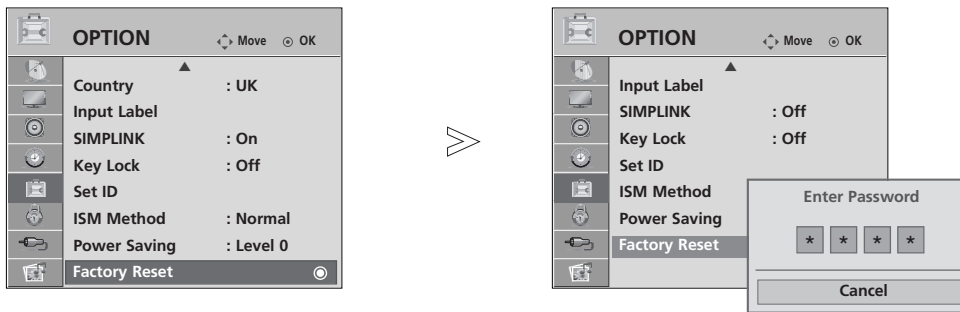 OPTION Move OK
Country : UK
Input Label
SIMPLINK : On
Key Lock : Off
Set ID
ISM Method : Normal
Power Saving : Level 0
Factory Reset
OPTION Move OK
Input Label
SIMPLINK : Off
Key Lock : Off
Set ID
ISM Method
Power Saving
Factory Reset
Enter Password
* * * *
Cancel